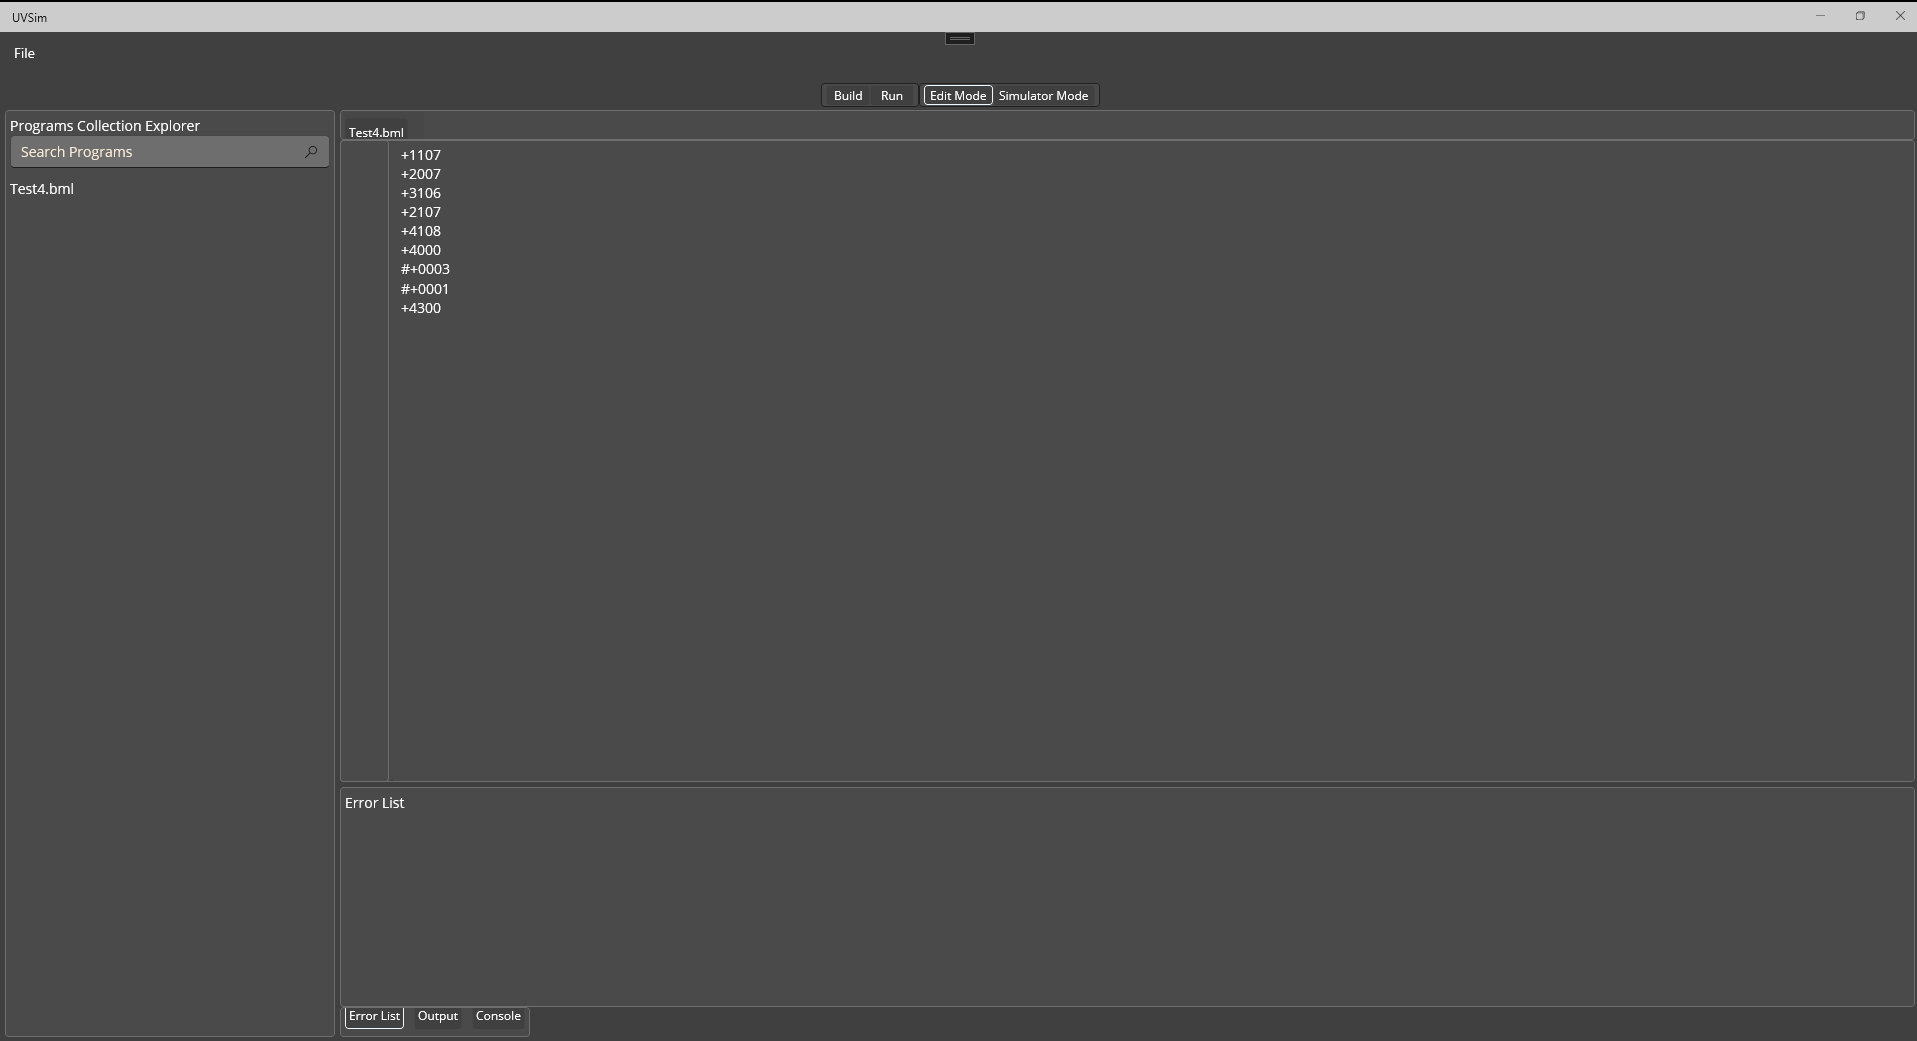 UVSim
File
Build Run Edit Mode Simulator Mode
Programs Collection Explorer
Search Programs
Test4.bml
Test4.bml
+1107
+2007
+3106
+2107
+4108
+4000
#+0003
#+0001
+4300
Error List
Error List Output Console